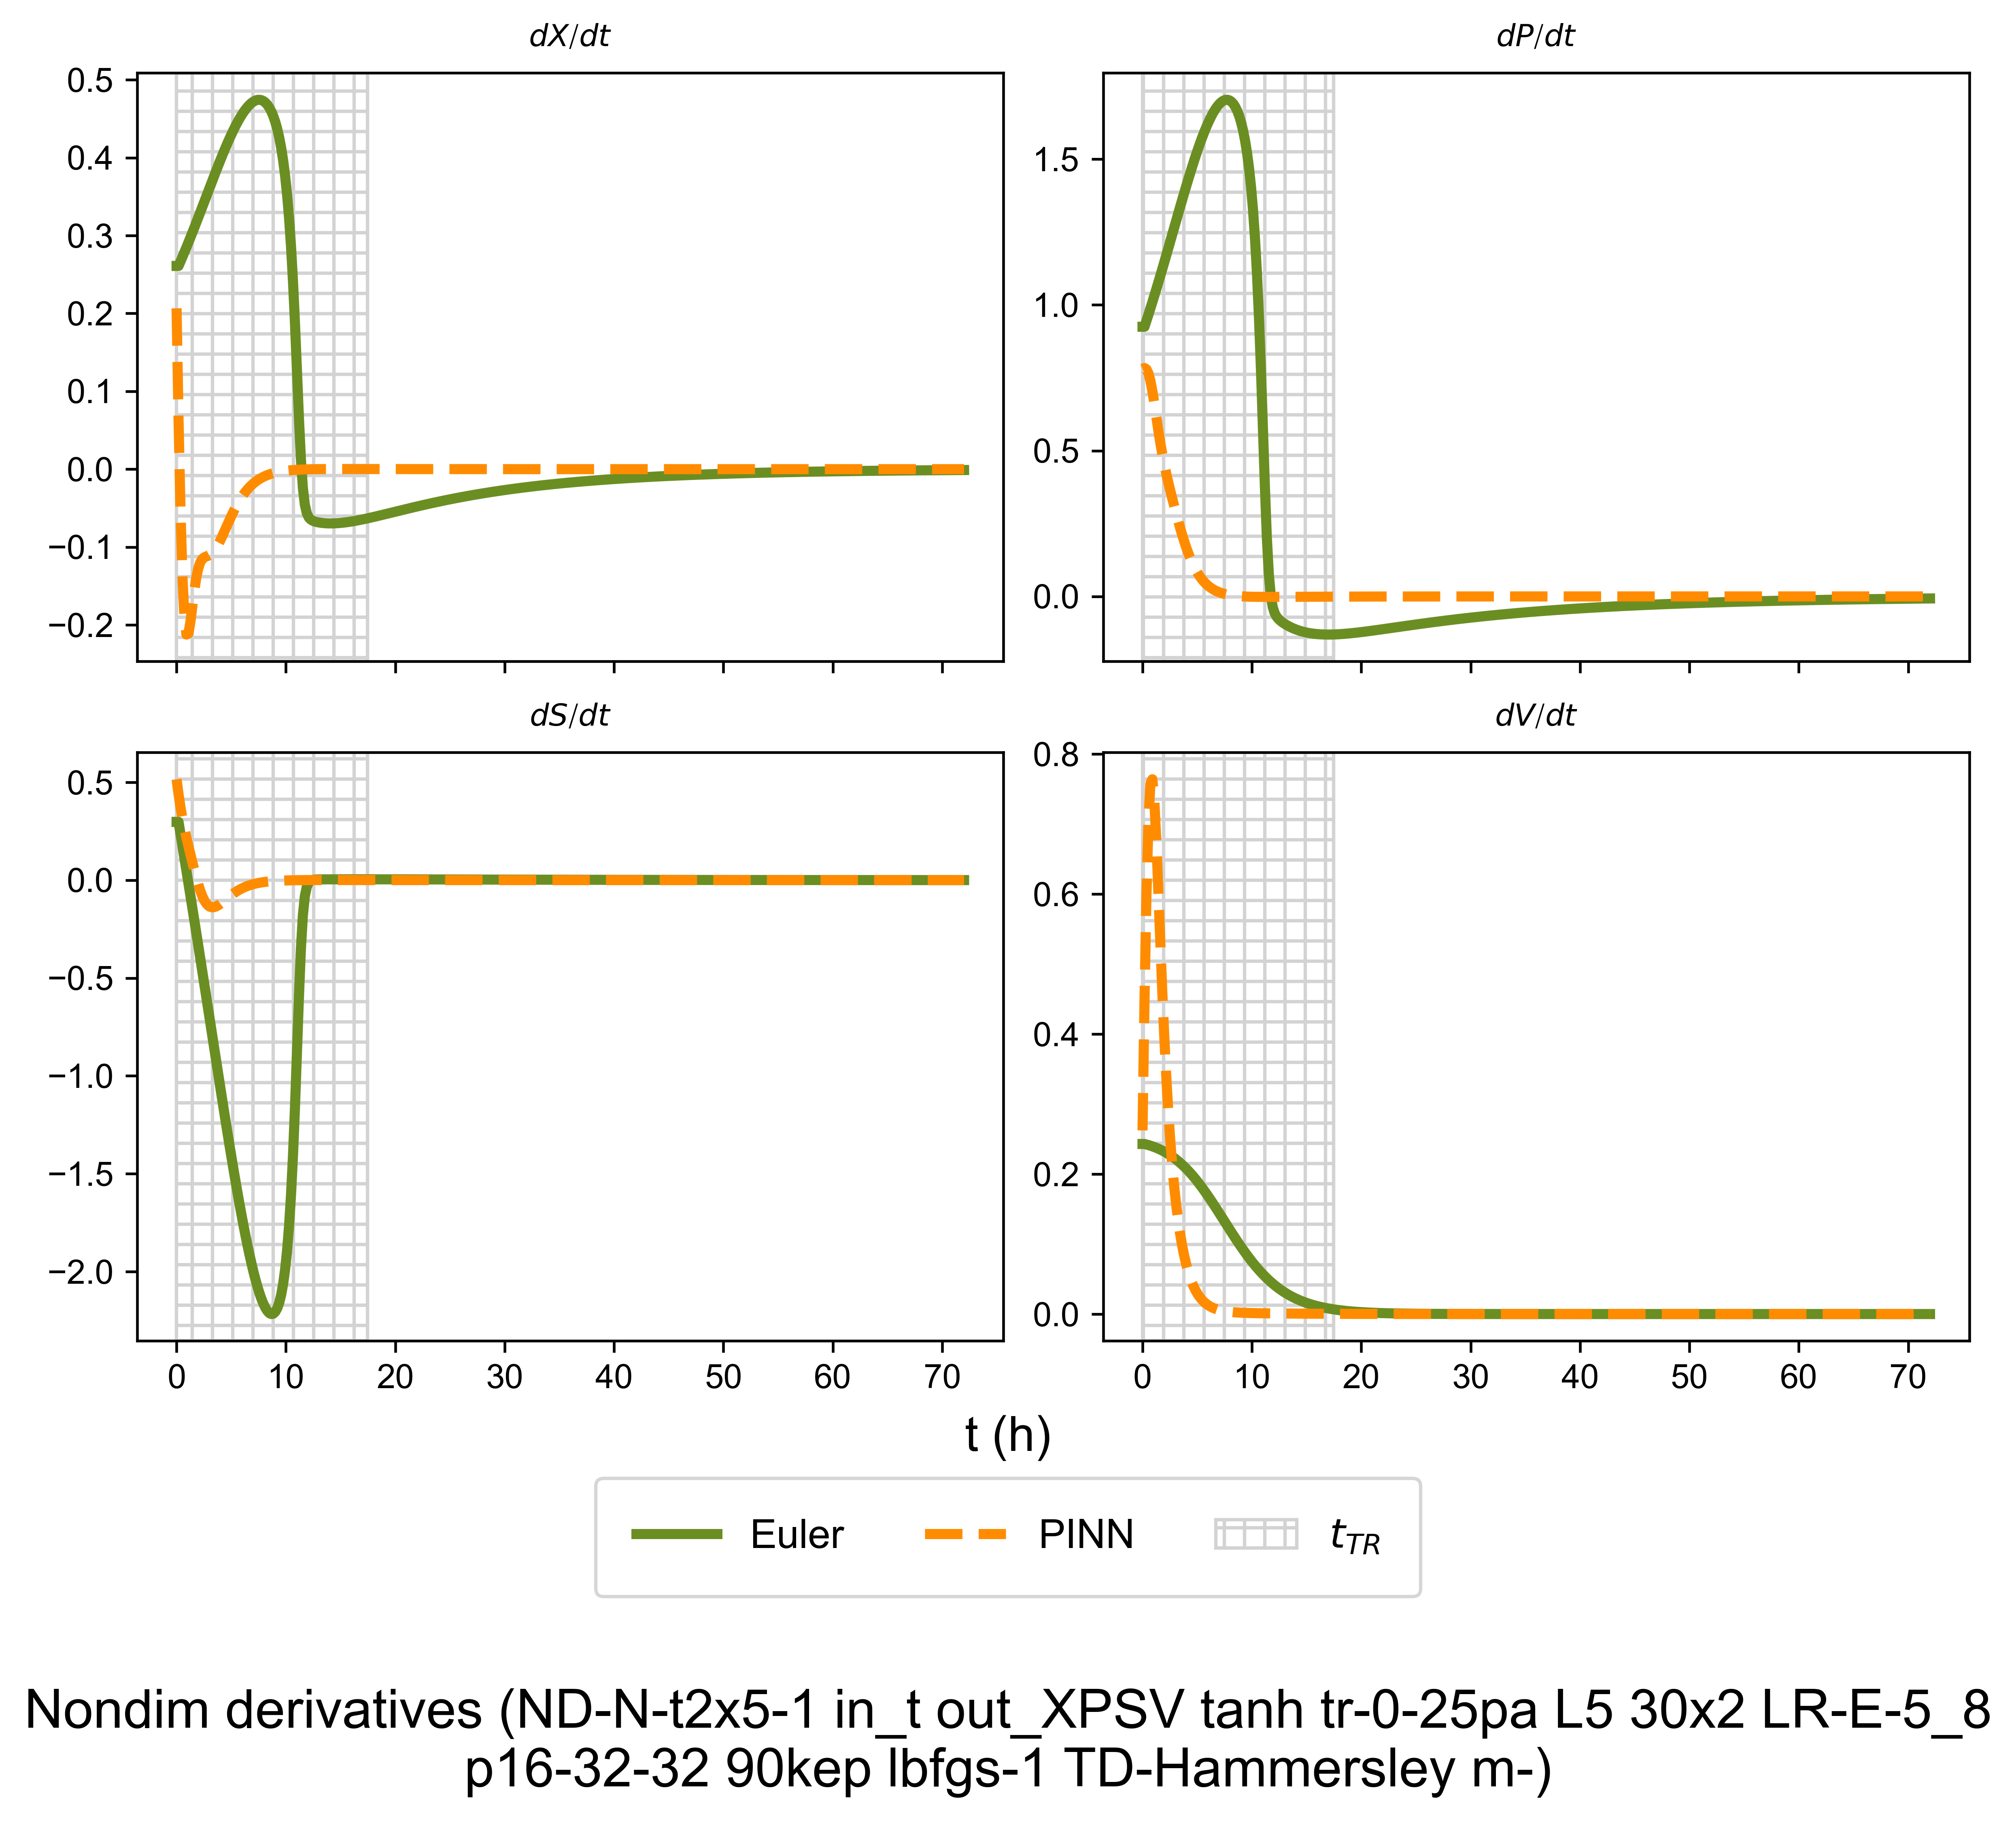 dX/dt
dP/dt
0.5
0.4
0.3
0.2
0.1
0.0
−0.1
−0.2
1.5
1.0
0.5
0.0
dS/dt
dV/dt
0.5
0.0
−0.5
−1.0
−1.5
−2.0
0 10 20 30 40 50 60 70
0.8
0.6
0.4
0.2
0.0
0 10 20 30 40 50 60 70
t (h)
Euler PINN t_TR
Nondim derivatives (ND-N-t2x5-1 in_t out_XPSV tanh tr-0-25pa L5 30x2 LR-E-5_8
p16-32-32 90kep lbfgs-1 TD-Hammersley m-)